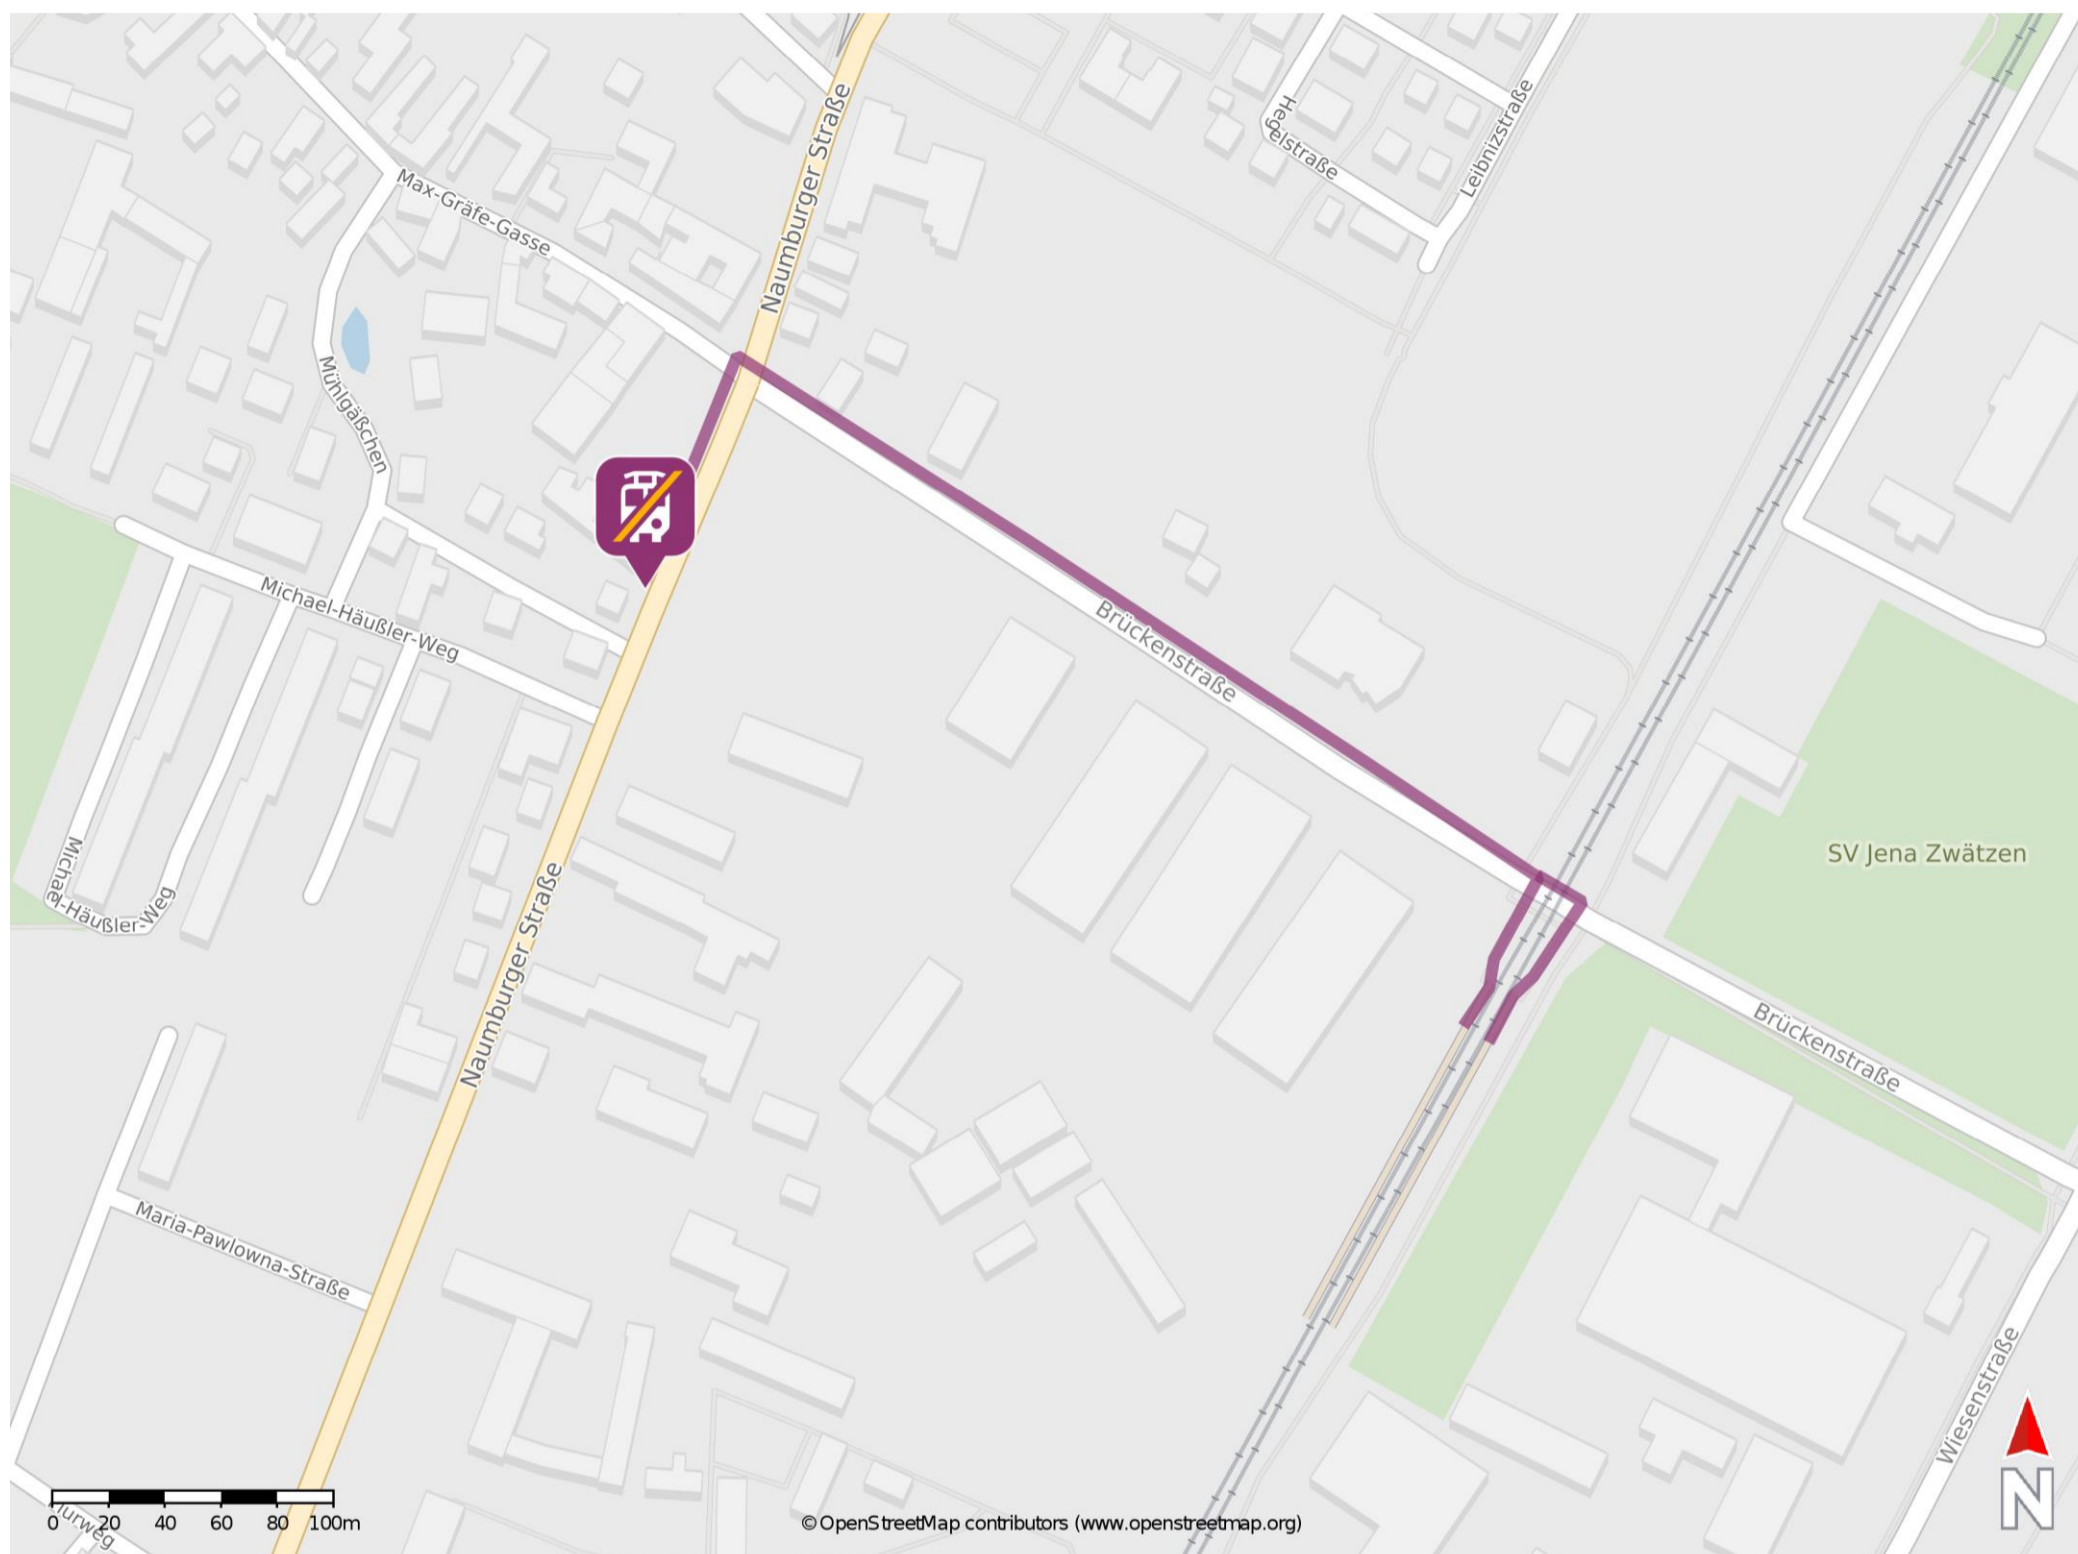 Naumburger Straße
Hegelstraße
Leibnizstraße
Max-Gräfe-Gasse
Mühlgäßchen
Michael-Häußler-Weg
Brückenstraße
SV Jena Zwätzen
Michael-Häußler-Weg
Naumburger Straße
Brückenstraße
Maria-Pawlowna-Straße
Wiesenstraße
0 20 40 60 80 100m
© OpenStreetMap contributors (www.openstreetmap.org)
N